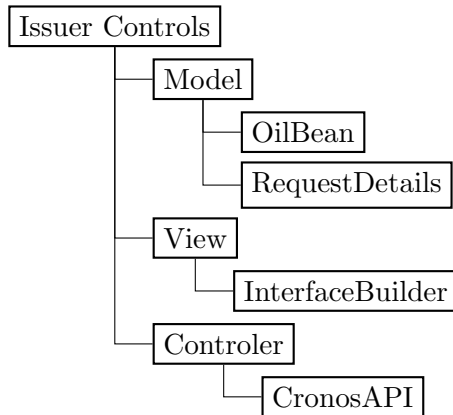 Issuer Controls
Model
OilBean
RequestDetails
View
InterfaceBuilder
Controler
CronosAPI